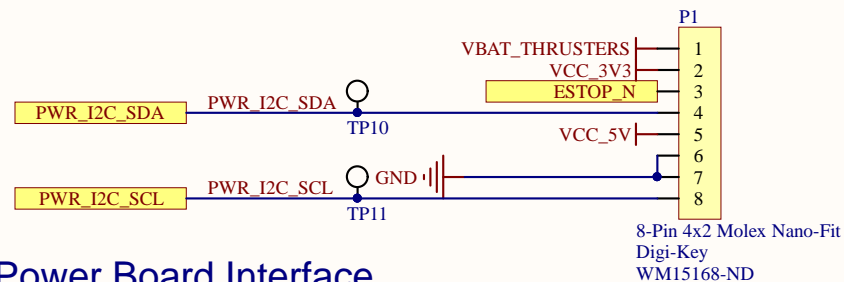 P1
VBAT_THRUSTERS 1
VCC_3V3 2
ESTOP_N 3
PWR_I2C_SDA PWR_I2C_SDA 4
TP10
VCC_5V 5
6
GND 7
PWR_I2C_SCL PWR_I2C_SCL 8
TP11
8-Pin 4x2 Molex Nano-Fit
Digi-Key
WM15168-ND
Power Board Interface